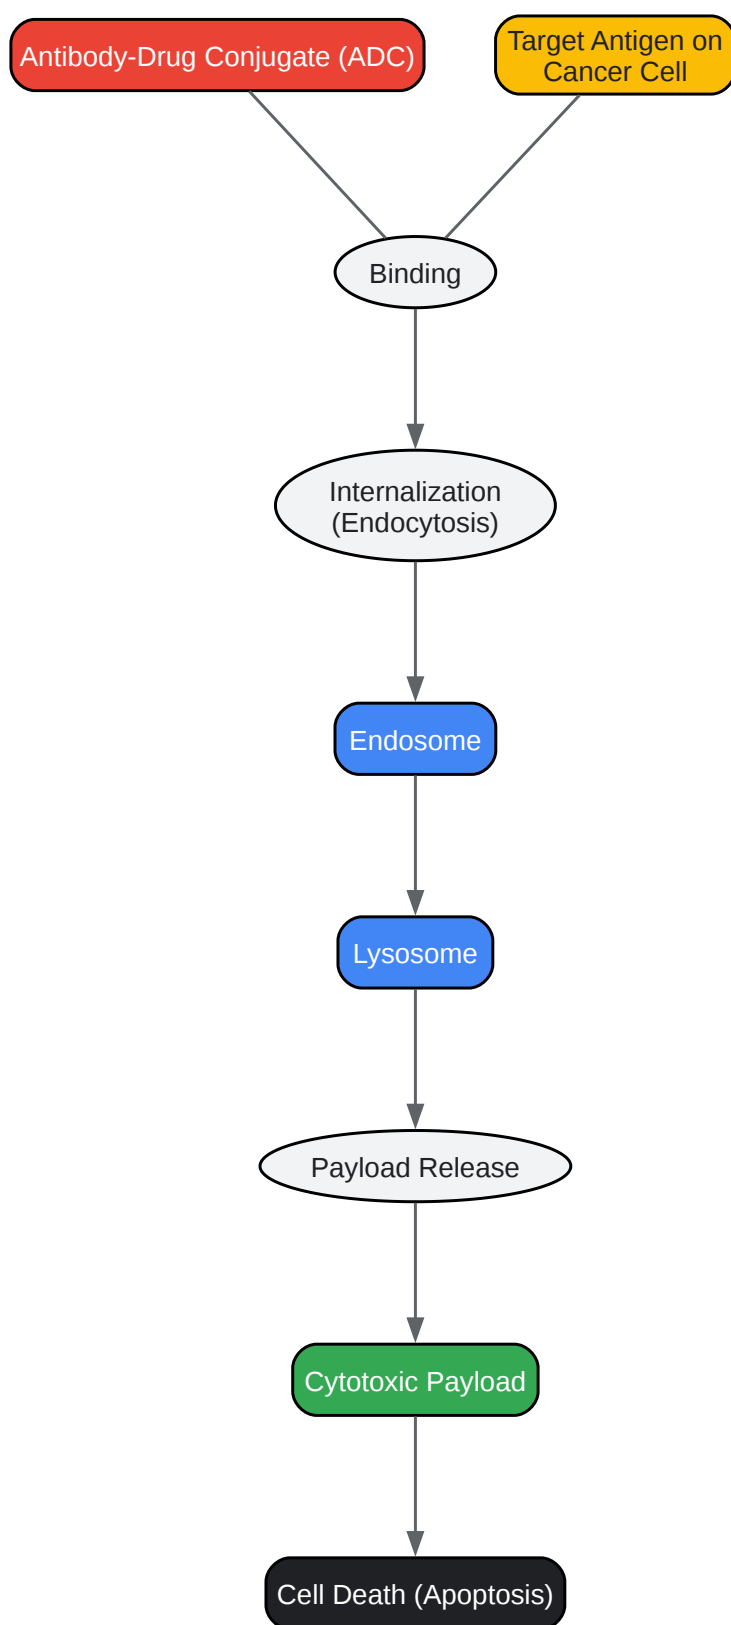 Antibody-Drug Conjugate (ADC)
Target Antigen on
Cancer Cell
Binding
Internalization
(Endocytosis)
Endosome
Lysosome
Payload Release
Cytotoxic Payload
Cell Death (Apoptosis)